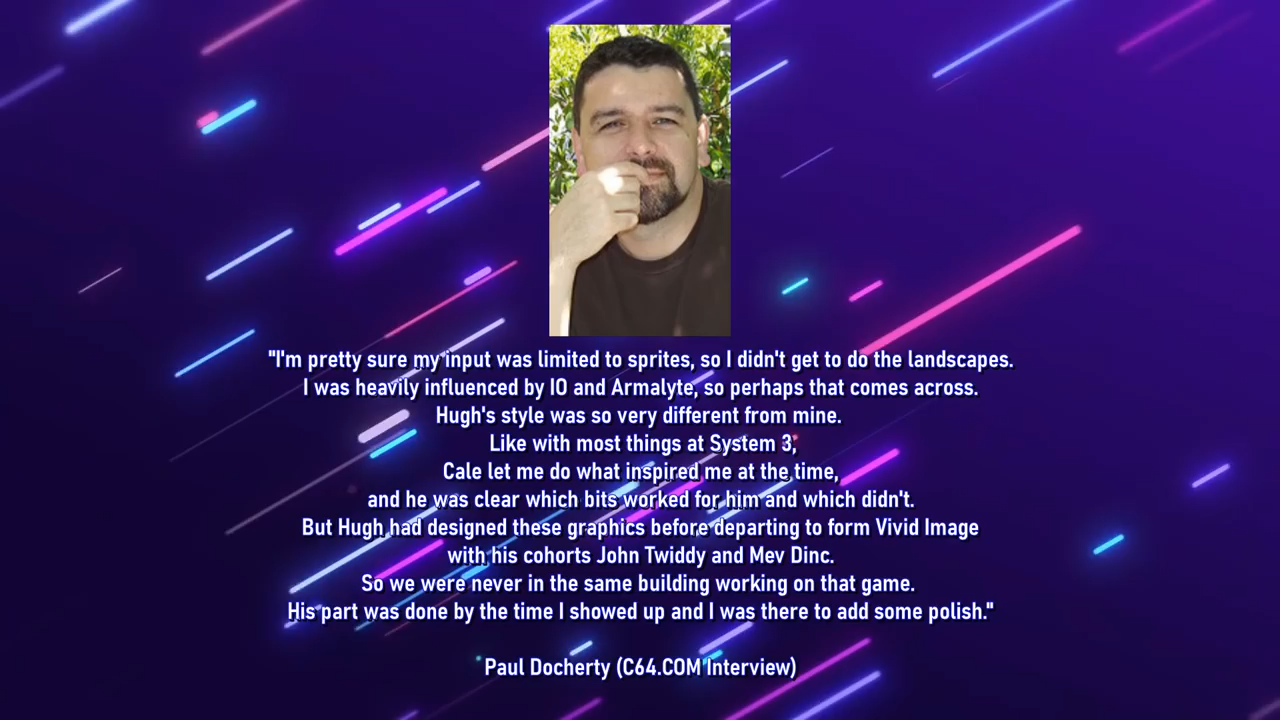 "I'm pretty sure my input was limited to sprites, so I didn't get to do the landscapes.
I was heavily influenced by IO and Armalyte, so perhaps that comes across.
Hugh's style was so very different from mine.
Like with most things at System 3,
Cale let me do what inspired me at the time,
and he was clear which bits worked for him and which didn't.
But Hugh had designed these graphics before departing to form Vivid Image
with his cohorts John Twiddy and Mev Dinc.
So we were never in the same building working on that game.
His part was done by the time I showed up and I was there to add some polish."
Paul Docherty (C64.COM Interview)